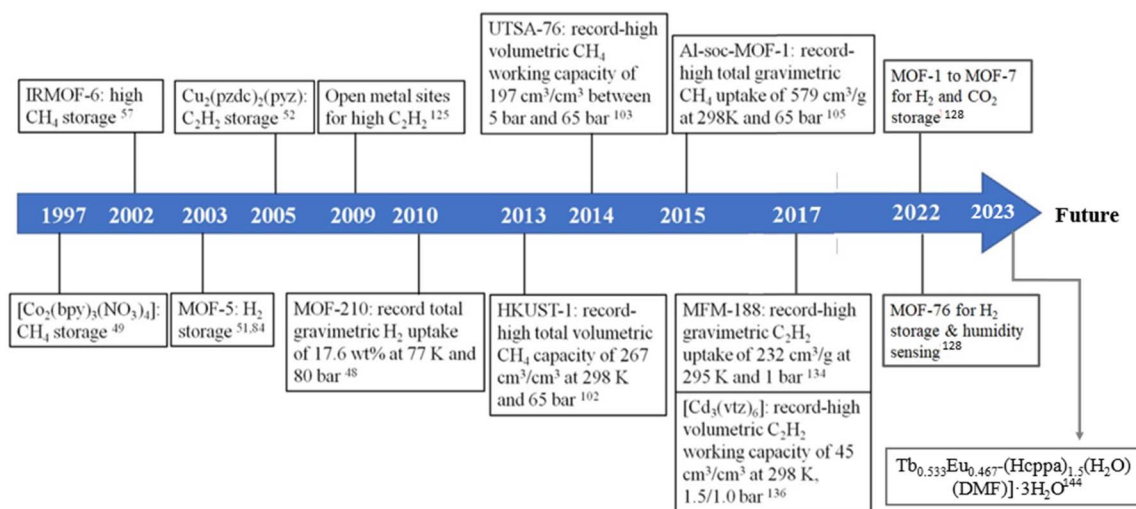 IRMOF-6: high
CH₄ storage ⁵⁷
Cu₂(pzdc)₂(pyz):
C₂H₂ storage ⁵²
Open metal sites
for high C₂H₂ ¹²⁵
UTSA-76: record-high
volumetric CH₄
working capacity of
197 cm³/cm³ between
5 bar and 65 bar ¹⁰³
Al-soc-MOF-1: record-
high total gravimetric
CH₄ uptake of 579 cm³/g
at 298K and 65 bar ¹⁰⁵
MOF-1 to MOF-7
for H₂ and CO₂
storage ¹²⁸
1997 2002 2003 2005 2009 2010 2013 2014 2015 2017 2022 2023 Future
[Co₂(bpy)₃(NO₃)₄]:
CH₄ storage ⁴⁹
MOF-5: H₂
storage ⁵¹,⁸⁴
MOF-210: record total
gravimetric H₂ uptake
of 17.6 wt% at 77 K and
80 bar ⁴⁸
HKUST-1: record-
high total volumetric
CH₄ capacity of 267
cm³/cm³ at 298 K
and 65 bar ¹⁰²
MFM-188: record-high
gravimetric C₂H₂
uptake of 232 cm³/g at
295 K and 1 bar ¹³⁴
[Cd₃(vtz)₆]: record-high
volumetric C₂H₂
working capacity of 45
cm³/cm³ at 298 K,
1.5/1.0 bar ¹³⁶
MOF-76 for H₂
storage & humidity
sensing ¹²⁸
Tb₀.₅₃₃Eu₀.₄₆₇-(Hcppa)₁.₅(H₂O)
(DMF)]·3H₂O¹⁴⁴